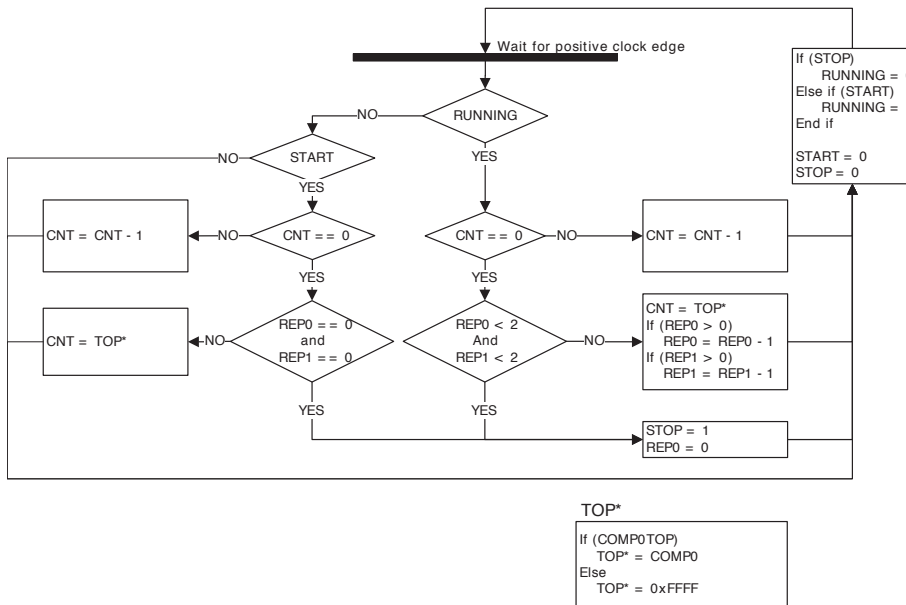 Wait for positive clock edge
If (STOP)
RUNNING =
Else if (START)
RUNNING =
End if
START = 0
STOP = 0
RUNNING
NO
YES
START
NO
YES
CNT == 0
NO
CNT = CNT - 1
YES
CNT == 0
NO
CNT = CNT - 1
YES
REP0 == 0
and
REP1 == 0
NO
CNT = TOP*
YES
REP0 < 2
And
REP1 < 2
NO
CNT = TOP*
If (REP0 > 0)
REP0 = REP0 - 1
If (REP1 > 0)
REP1 = REP1 - 1
YES
STOP = 1
REP0 = 0
TOP*
If (COMP0TOP)
TOP* = COMP0
Else
TOP* = 0xFFFF